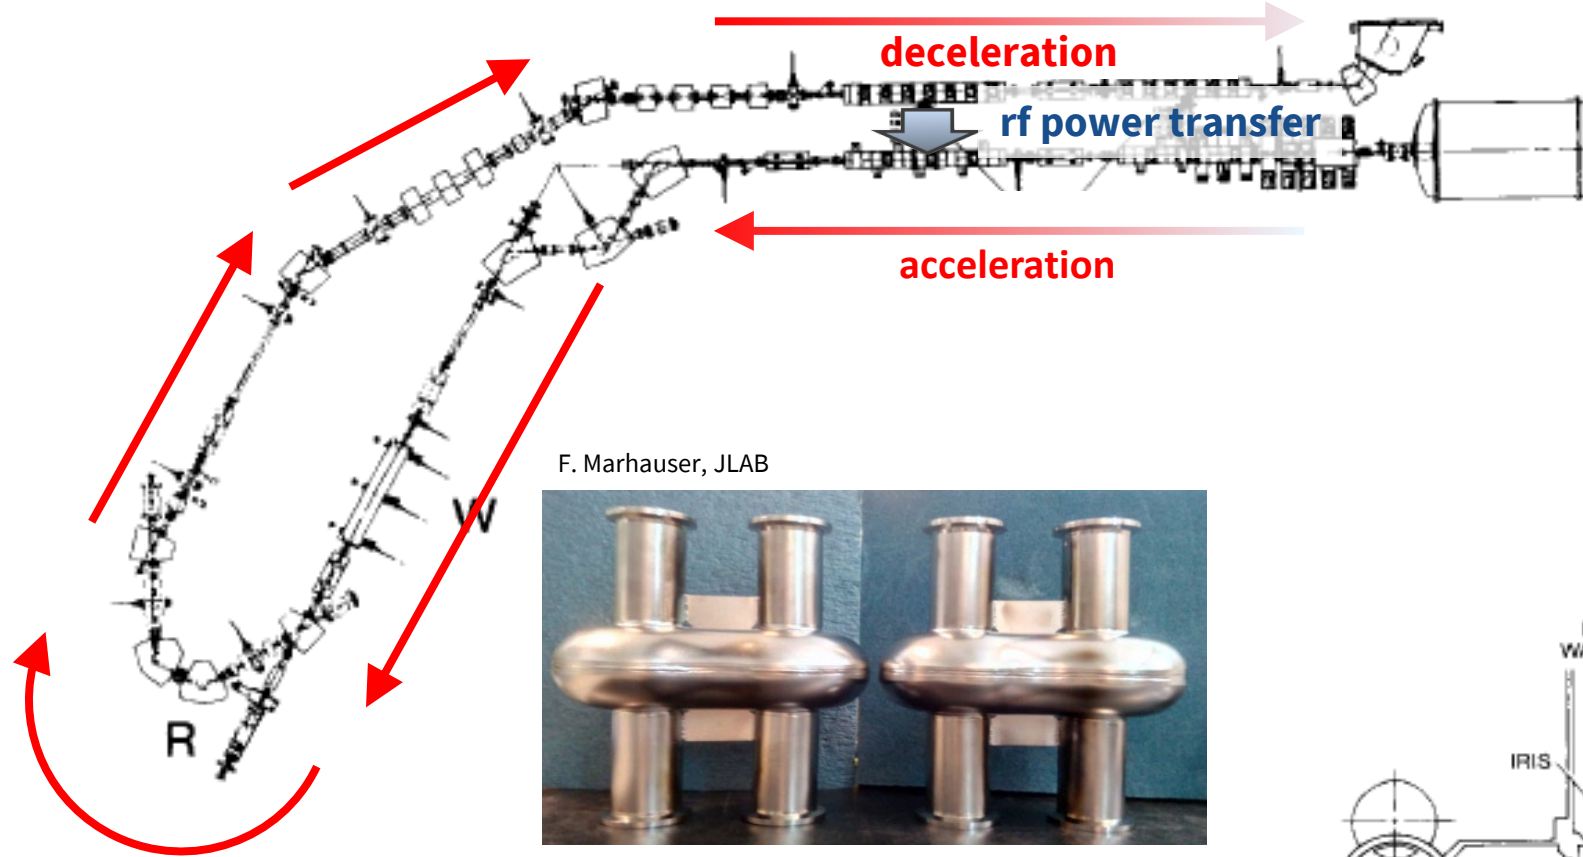 deceleration
rf power transfer
acceleration
F. Marhauser, JLAB
W
R
IRIS